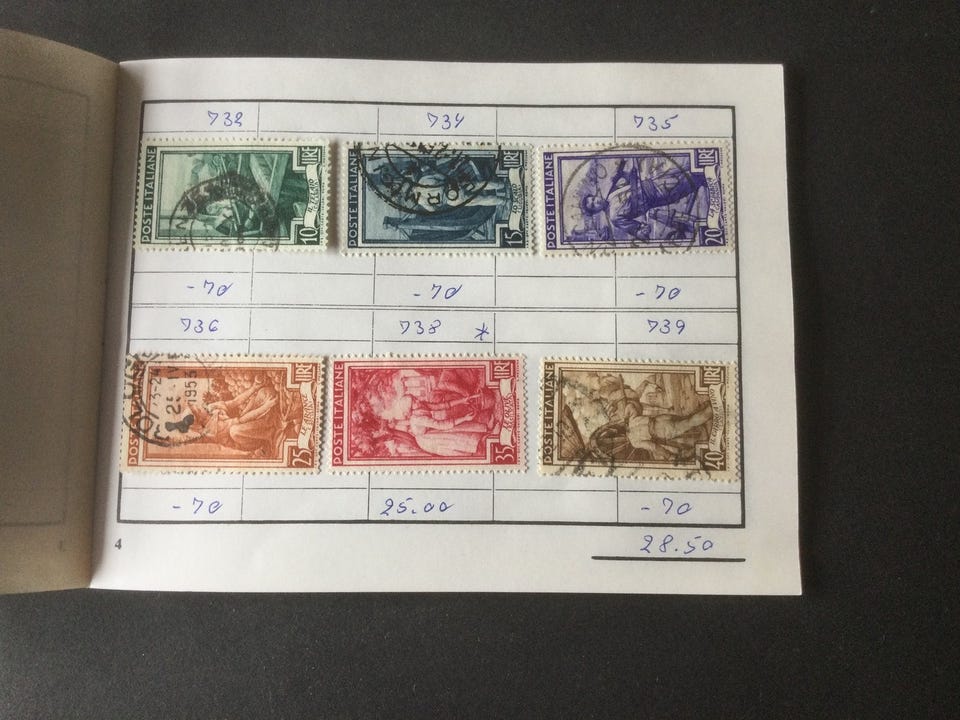 733 734 735
POSTE ITALIANE LIRE 10
POSTE ITALIANE LIRE 15
POSTE ITALIANE LIRE 20
-70 -70 -70
736 738 * 739
POSTE ITALIANE LIRE 25 1955
POSTE ITALIANE LIRE 35
POSTE ITALIANE LIRE 40
-70 25.00 -70
4
28.50